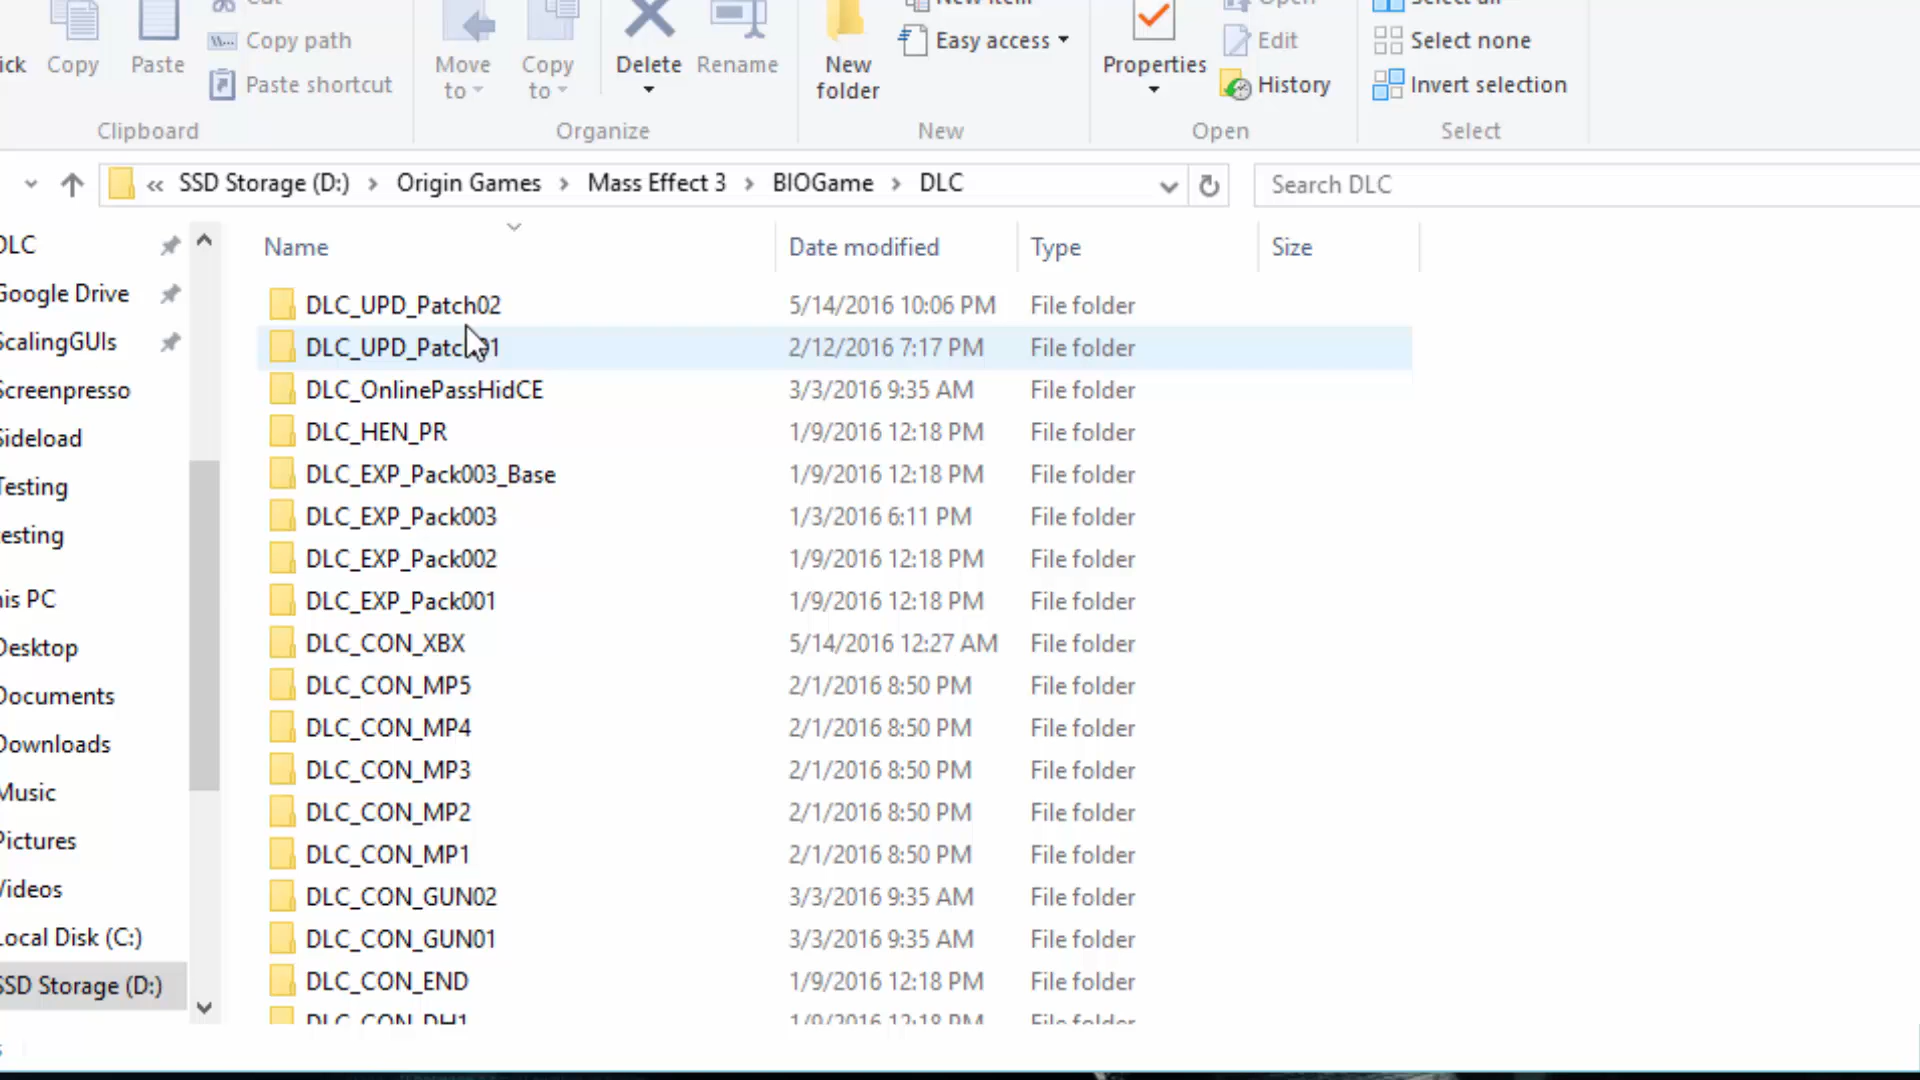 Cut
New item
Open
Select all
ick
Copy
Paste
Copy path
Paste shortcut
Move to
Copy to
Delete
Rename
New folder
Easy access
Properties
Edit
History
Select none
Invert selection
Clipboard
Organize
New
Open
Select
« SSD Storage (D:) > Origin Games > Mass Effect 3 > BIOGame > DLC
Search DLC
Name Date modified Type Size
DLC
Google Drive
ScalingGUIs
Screenpresso
Sideload
Testing
esting
his PC
Desktop
Documents
Downloads
Music
Pictures
Videos
Local Disk (C:)
SSD Storage (D:)
DLC_UPD_Patch02 5/14/2016 10:06 PM File folder
DLC_UPD_Patch01 2/12/2016 7:17 PM File folder
DLC_OnlinePassHidCE 3/3/2016 9:35 AM File folder
DLC_HEN_PR 1/9/2016 12:18 PM File folder
DLC_EXP_Pack003_Base 1/9/2016 12:18 PM File folder
DLC_EXP_Pack003 1/3/2016 6:11 PM File folder
DLC_EXP_Pack002 1/9/2016 12:18 PM File folder
DLC_EXP_Pack001 1/9/2016 12:18 PM File folder
DLC_CON_XBX 5/14/2016 12:27 AM File folder
DLC_CON_MP5 2/1/2016 8:50 PM File folder
DLC_CON_MP4 2/1/2016 8:50 PM File folder
DLC_CON_MP3 2/1/2016 8:50 PM File folder
DLC_CON_MP2 2/1/2016 8:50 PM File folder
DLC_CON_MP1 2/1/2016 8:50 PM File folder
DLC_CON_GUN02 3/3/2016 9:35 AM File folder
DLC_CON_GUN01 3/3/2016 9:35 AM File folder
DLC_CON_END 1/9/2016 12:18 PM File folder
DLC_CON_DH1 1/9/2016 12:18 PM File folder